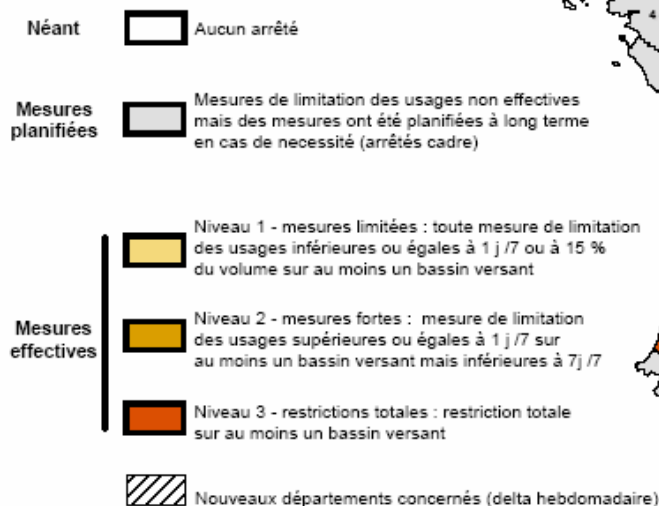 Néant
Aucun arrêté
4
Mesures
planifiées
Mesures de limitation des usages non effectives
mais des mesures ont été planifiées à long terme
en cas de necessité (arrêtés cadre)
Mesures
effectives
Niveau 1 - mesures limitées : toute mesure de limitation
des usages inférieures ou égales à 1 j /7 ou à 15 %
du volume sur au moins un bassin versant
Niveau 2 - mesures fortes : mesure de limitation
des usages supérieures ou égales à 1 j /7 sur
au moins un bassin versant mais inférieures à 7j /7
Niveau 3 - restrictions totales : restriction totale
sur au moins un bassin versant
Nouveaux départements concernés (delta hebdomadaire)